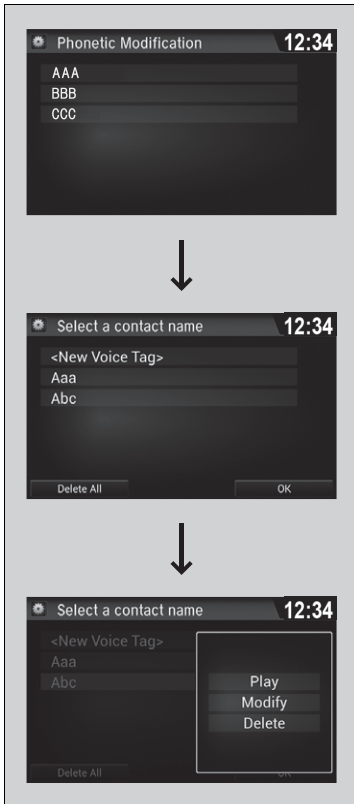 Phonetic Modification 12:34
AAA
BBB
CCC
Select a contact name 12:34
<New Voice Tag>
Aaa
Abc
Delete All OK
Select a contact name 12:34
<New Voice Tag>
Aaa
Abc
Play
Modify
Delete
Delete All OK